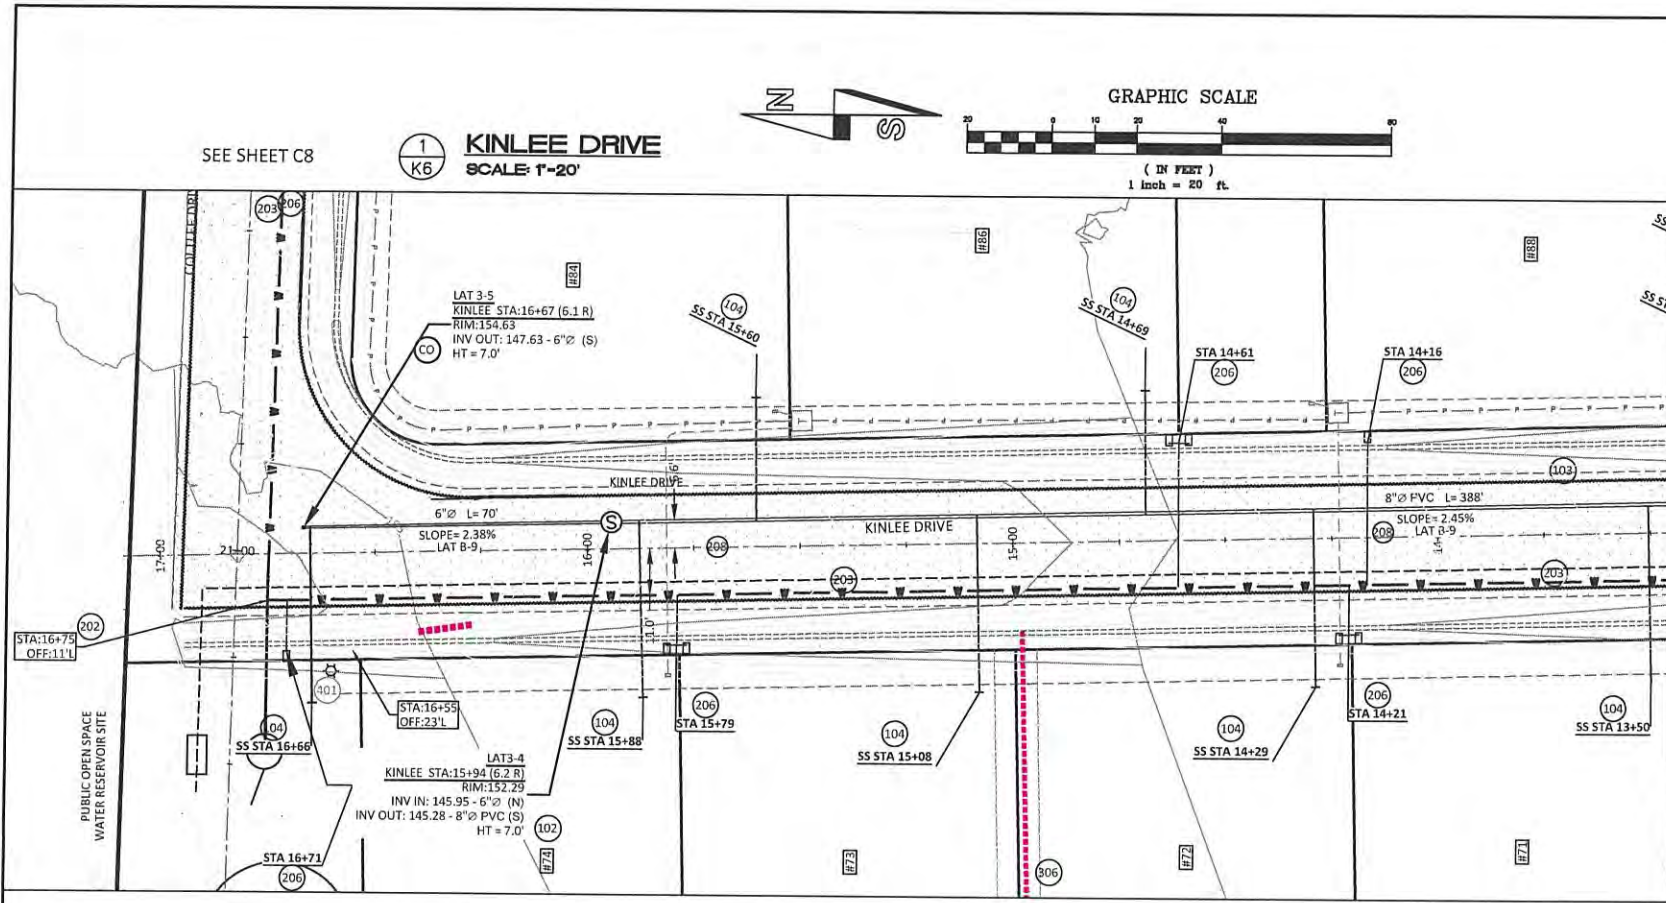 SEE SHEET C8
1
K6
KINLEE DRIVE
SCALE: 1"=20'
N
S
GRAPHIC SCALE
20 0 10 20 40 80
( IN FEET )
1 inch = 20 ft.
203
206
#84
#86
#88
LAT 3-5
KINLEE STA:16+67 (6.1 R)
RIM:154.63
INV OUT: 147.63 - 6"Ø (S)
HT = 7.0'
CO
104
SS STA 15+60
104
SS STA 14+69
STA 14+61
206
STA 14+16
206
KINLEE DRIVE
103
6"Ø L= 70'
SLOPE= 2.38%
LAT B-9
S
KINLEE DRIVE
8"Ø PVC L= 388'
SLOPE= 2.45%
LAT B-9
17+00
21+00
16+00
208
15+00
208
14+
203
203
202
STA:16+75
OFF:11'L
11.0'
401
STA:16+55
OFF:23'L
104
SS STA 16+66
104
SS STA 15+88
206
STA 15+79
104
SS STA 15+08
104
SS STA 14+29
206
STA 14+21
104
SS STA 13+50
PUBLIC OPEN SPACE
WATER RESERVOIR SITE
LAT3-4
KINLEE STA:15+94 (6.2 R)
RIM:152.29
INV IN: 145.95 - 6"Ø (N)
INV OUT: 145.28 - 8"Ø PVC (S)
HT = 7.0'
102
STA 16+71
206
#74
#73
306
#72
#71